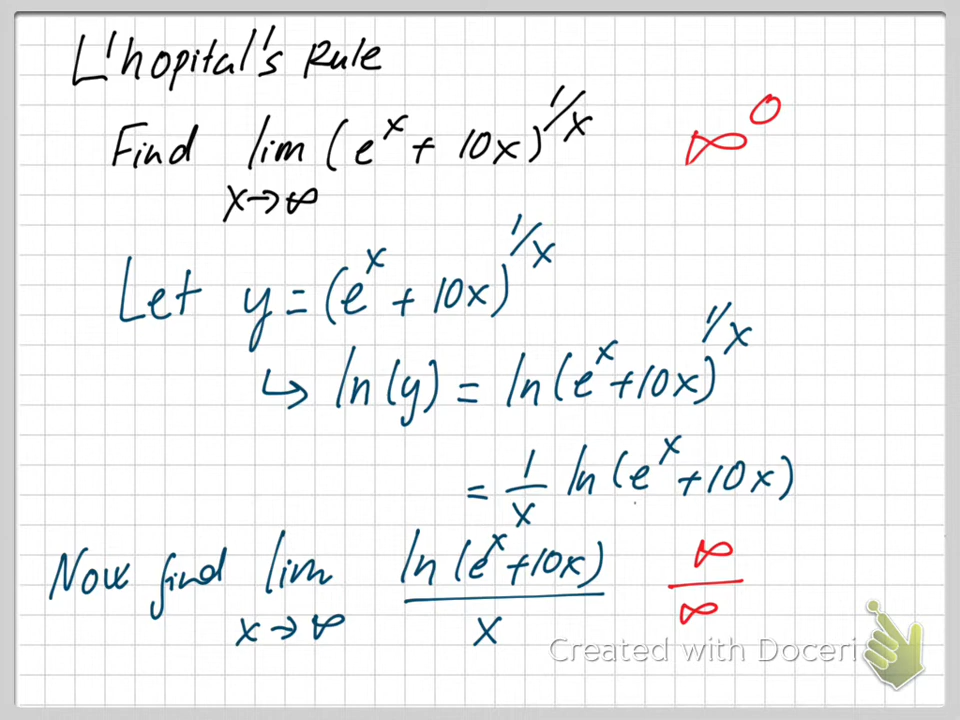 L'hopital's Rule
Find lim (e^x + 10x)^{1/x} ∞^0
x→∞
Let y = (e^x + 10x)^{1/x}
↳ ln(y) = ln(e^x + 10x)^{1/x}
= 1/x ln(e^x + 10x)
Now find lim x→∞ ln(e^x + 10x)/x ∞/∞
Created with Doceri